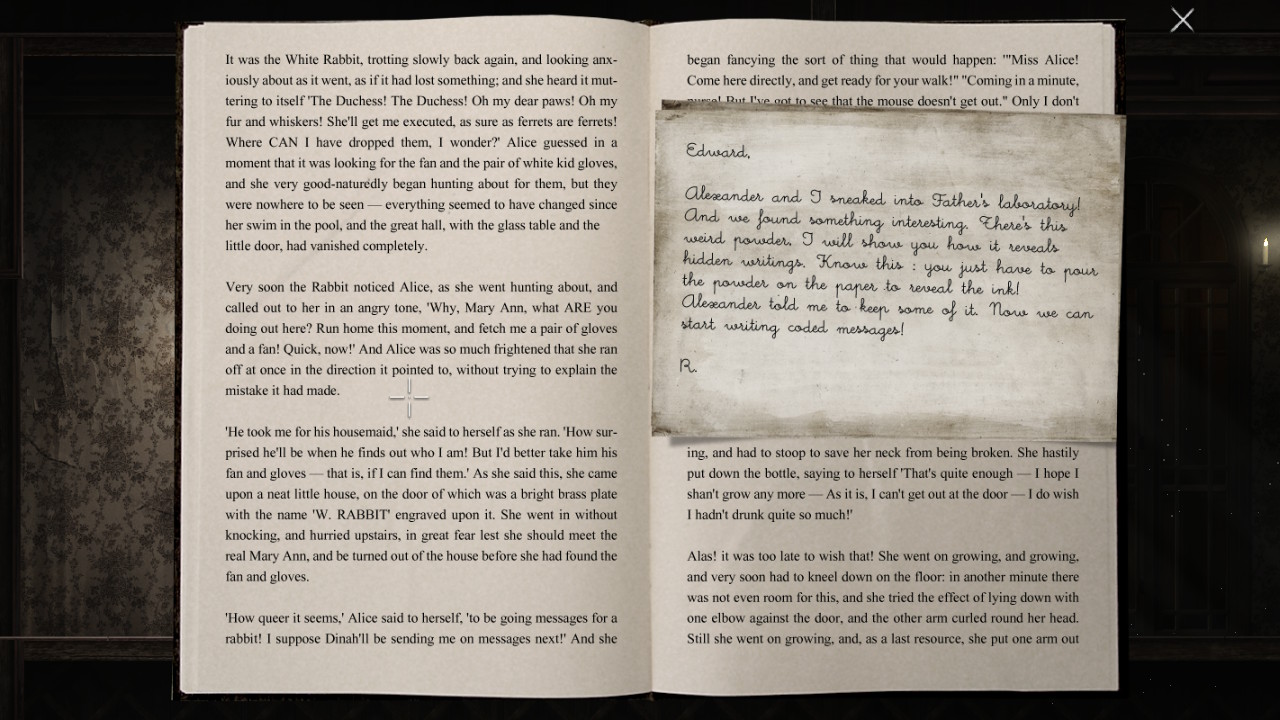 It was the White Rabbit, trotting slowly back again, and looking anx-
iously about as it went, as if it had lost something; and she heard it mut-
tering to itself 'The Duchess! The Duchess! Oh my dear paws! Oh my
fur and whiskers! She'll get me executed, as sure as ferrets are ferrets!
Where CAN I have dropped them, I wonder?' Alice guessed in a
moment that it was looking for the fan and the pair of white kid gloves,
and she very good-naturedly began hunting about for them, but they
were nowhere to be seen — everything seemed to have changed since
her swim in the pool, and the great hall, with the glass table and the
little door, had vanished completely.
Very soon the Rabbit noticed Alice, as she went hunting about, and
called out to her in an angry tone, 'Why, Mary Ann, what ARE you
doing out here? Run home this moment, and fetch me a pair of gloves
and a fan! Quick, now!' And Alice was so much frightened that she ran
off at once in the direction it pointed to, without trying to explain the
mistake it had made.
'He took me for his housemaid,' she said to herself as she ran. 'How sur-
prised he'll be when he finds out who I am! But I'd better take him his
fan and gloves — that is, if I can find them.' As she said this, she came
upon a neat little house, on the door of which was a bright brass plate
with the name 'W. RABBIT' engraved upon it. She went in without
knocking, and hurried upstairs, in great fear lest she should meet the
real Mary Ann, and be turned out of the house before she had found the
fan and gloves.
'How queer it seems,' Alice said to herself, 'to be going messages for a
rabbit! I suppose Dinah'll be sending me on messages next!' And she
began fancying the sort of thing that would happen: '"Miss Alice!
Come here directly, and get ready for your walk!" "Coming in a minute,
nurse! But I've got to see that the mouse doesn't get out." Only I don't
Edward,
Alexander and I sneaked into Father's laboratory!
And we found something interesting. There's this
weird powder. I will show you how it reveals
hidden writings. Know this : you just have to pour
the powder on the paper to reveal the ink!
Alexander told me to keep some of it. Now we can
start writing coded messages!
R.
ing, and had to stoop to save her neck from being broken. She hastily
put down the bottle, saying to herself 'That's quite enough — I hope I
shan't grow any more — As it is, I can't get out at the door — I do wish
I hadn't drunk quite so much!'
Alas! it was too late to wish that! She went on growing, and growing,
and very soon had to kneel down on the floor: in another minute there
was not even room for this, and she tried the effect of lying down with
one elbow against the door, and the other arm curled round her head.
Still she went on growing, and, as a last resource, she put one arm out